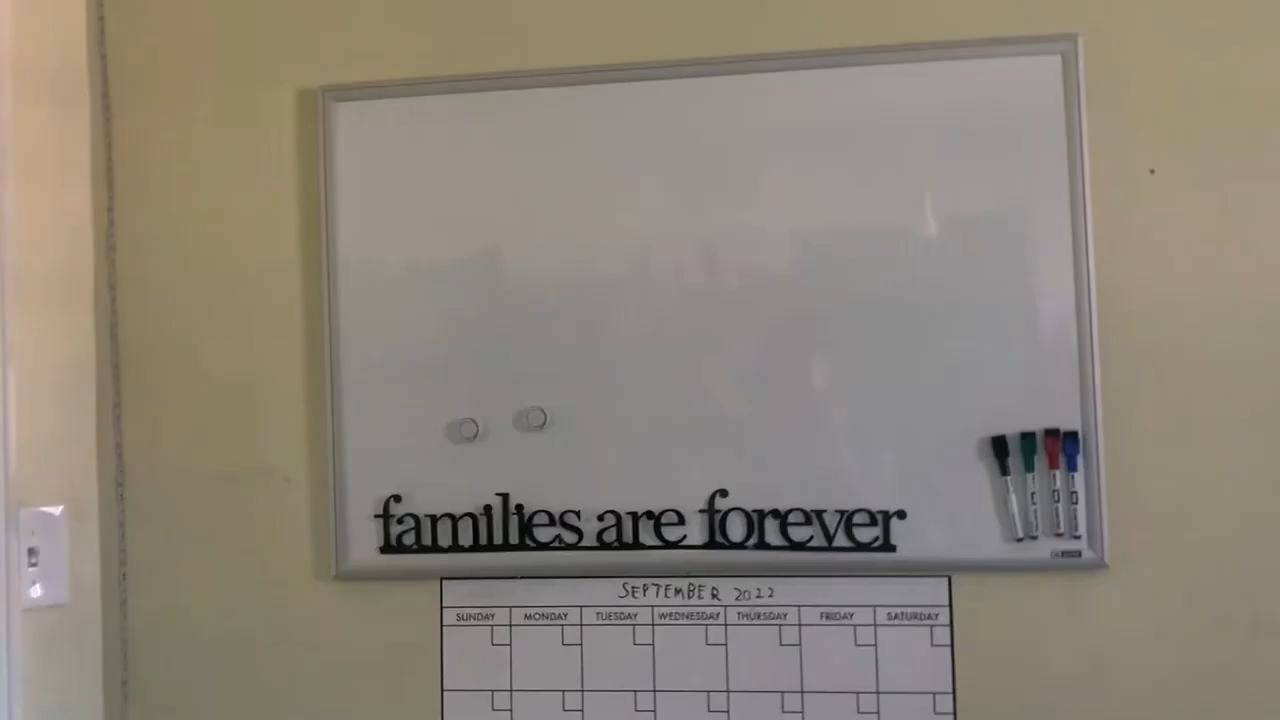 families are forever
SEPTEMBER 2022
SUNDAY MONDAY TUESDAY WEDNESDAY THURSDAY FRIDAY SATURDAY